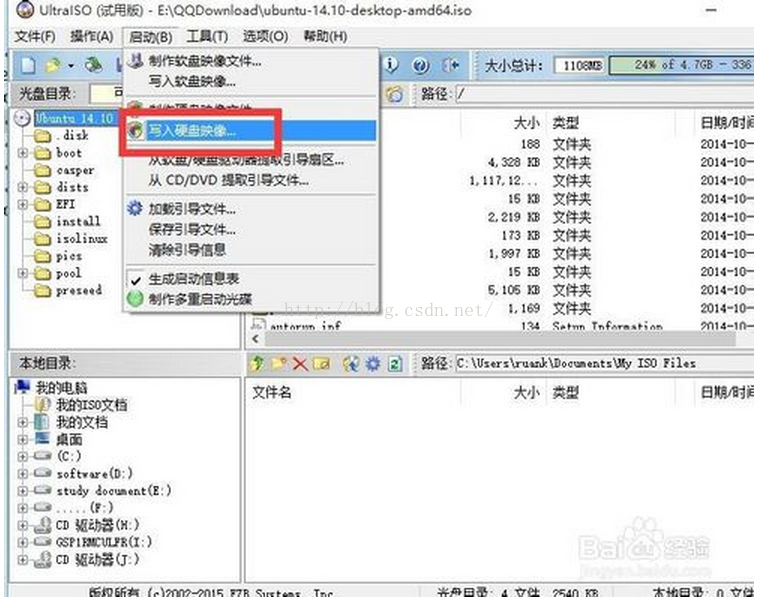 UltraISO (试用版) - E:\QQDownload\ubuntu-14.10-desktop-amd64.iso
文件(F) 操作(A) 启动(B) 工具(T) 选项(O) 帮助(H)
大小总计: 1108MB 24% of 4.7GB - 336
光盘目录: 可 路径: /
制作软盘映像文件...
写入软盘映像...
制作硬盘映像文件...
写入硬盘映像...
从软盘/硬盘驱动器提取引导扇区...
从 CD/DVD 提取引导文件...
加载引导文件...
保存引导文件...
清除引导信息
生成启动信息表
制作多重启动光碟
Ubuntu 14.10
.disk
boot
casper
dists
EFI
install
isolinux
pics
pool
preseed
大小 类型 日期/时间
188 文件夹 2014-10-
4,328 KB 文件夹 2014-10-
1,117,12... 文件夹 2014-10-
15 KB 文件夹 2014-10-
2,219 KB 文件夹 2014-10-
173 KB 文件夹 2014-10-
1,997 KB 文件夹 2014-10-
15 KB 文件夹 2014-10-
5,105 KB 文件夹 2014-10-
1,169 文件夹 2014-10-
autorun.inf 134 Setup Information 2014-10-
http://blog.csdn.net/
本地目录: 路径: C:\Users\ruank\Documents\My ISO Files
我的电脑
我的ISO文档
我的文档
桌面
(C:)
software(D:)
study document(E:)
.....(F:)
CD 驱动器(H:)
GSP1RMCULFR(I:)
CD 驱动器(J:)
文件名 大小 类型 日期/时间
Baidu 经验
jingyan.baidu.com
版权所有 (c)2002-2015 EZB Systems, Inc. 光盘目录: 4 文件, 2540 KB 本地目录: 0 文